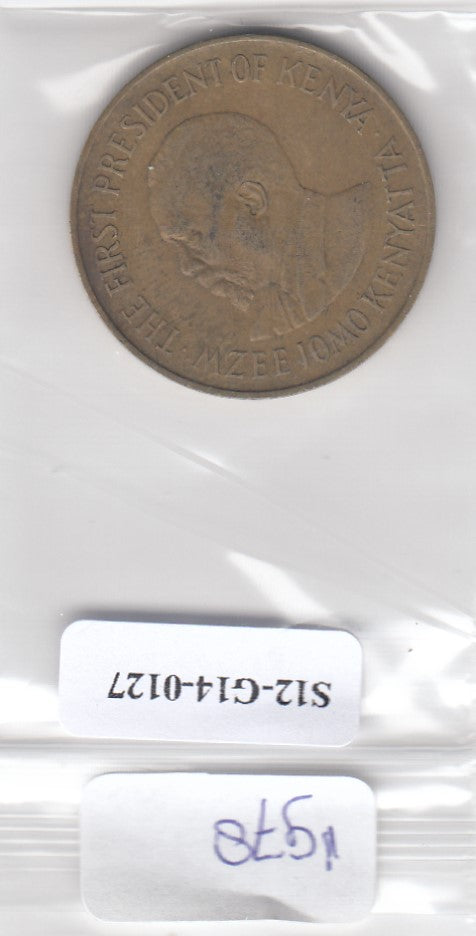 THE FIRST PRESIDENT OF KENYA · MZEE JOMO KENYATTA ·
S12-G14-0127
1978